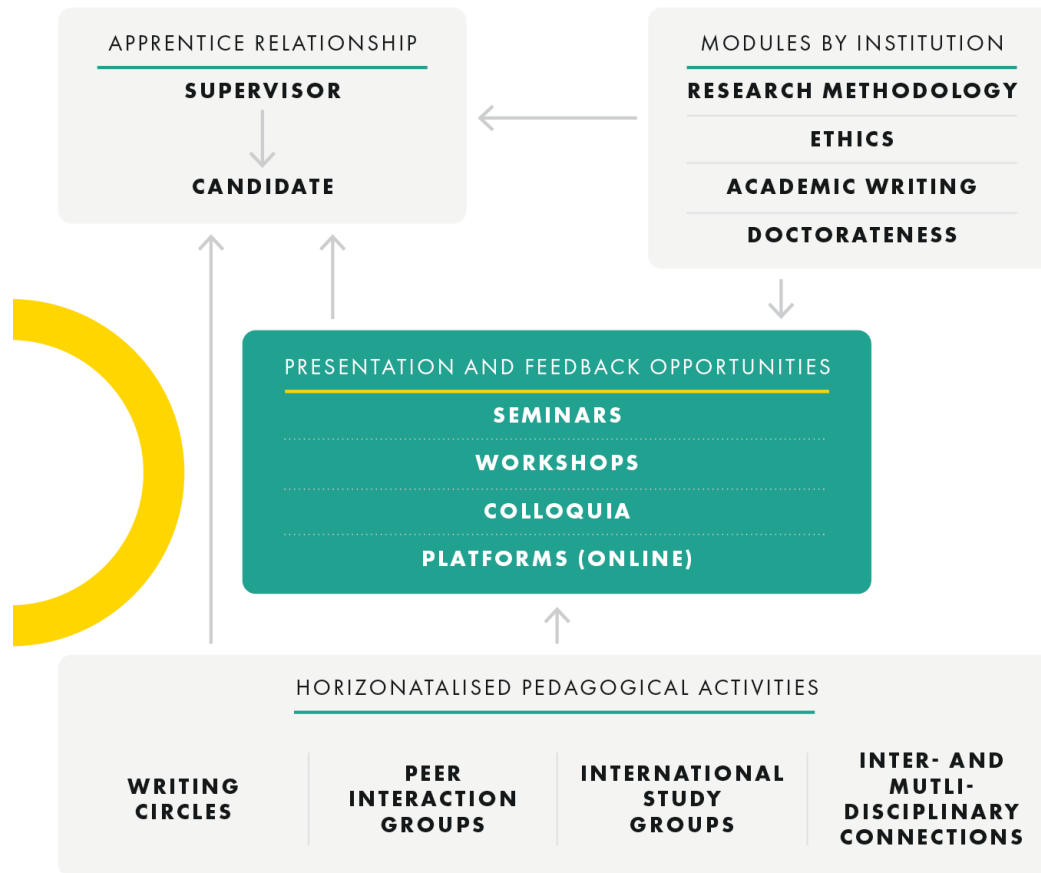 APPRENTICE RELATIONSHIP
SUPERVISOR
CANDIDATE
MODULES BY INSTITUTION
RESEARCH METHODOLOGY
ETHICS
ACADEMIC WRITING
DOCTORATENESS
PRESENTATION AND FEEDBACK OPPORTUNITIES
SEMINARS
WORKSHOPS
COLLOQUIA
PLATFORMS (ONLINE)
HORIZONATALISED PEDAGOGICAL ACTIVITIES
WRITING
CIRCLES
PEER
INTERACTION
GROUPS
INTERNATIONAL
STUDY
GROUPS
INTER- AND
MUTLI-
DISCIPLINARY
CONNECTIONS